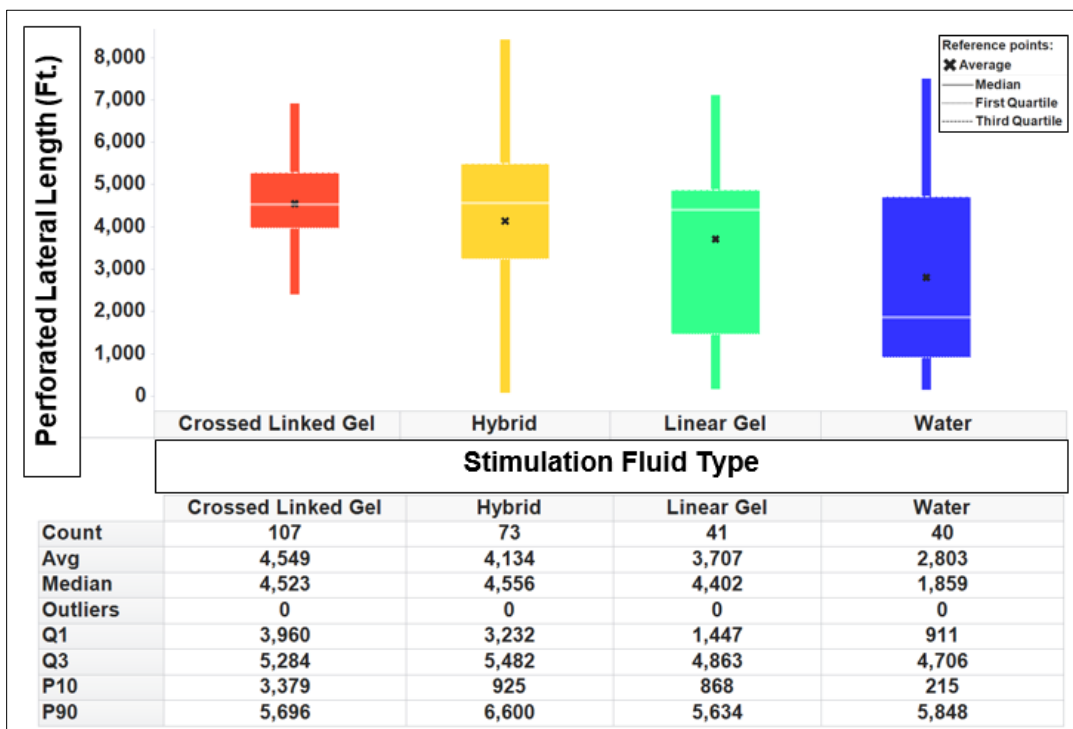 Perforated Lateral Length (Ft.)
8,000
7,000
6,000
5,000
4,000
3,000
2,000
1,000
0
Reference points:
✖ Average
Median
First Quartile
Third Quartile
Crossed Linked Gel Hybrid Linear Gel Water
Stimulation Fluid Type
Crossed Linked Gel Hybrid Linear Gel Water
Count 107 73 41 40
Avg 4,549 4,134 3,707 2,803
Median 4,523 4,556 4,402 1,859
Outliers 0 0 0 0
Q1 3,960 3,232 1,447 911
Q3 5,284 5,482 4,863 4,706
P10 3,379 925 868 215
P90 5,696 6,600 5,634 5,848